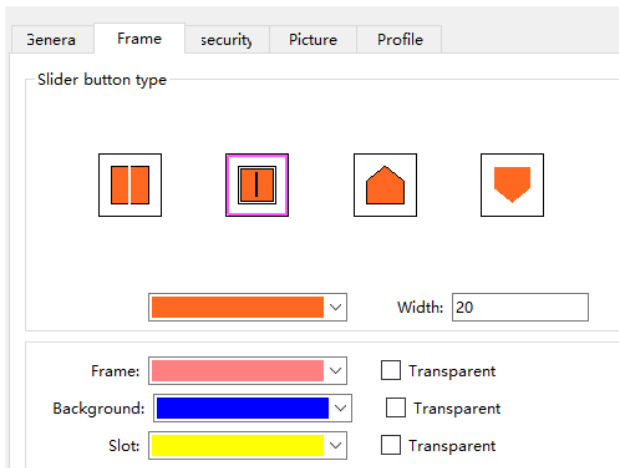 Genera Frame security Picture Profile
Slider button type
Width: 20
Frame: Transparent
Background: Transparent
Slot: Transparent